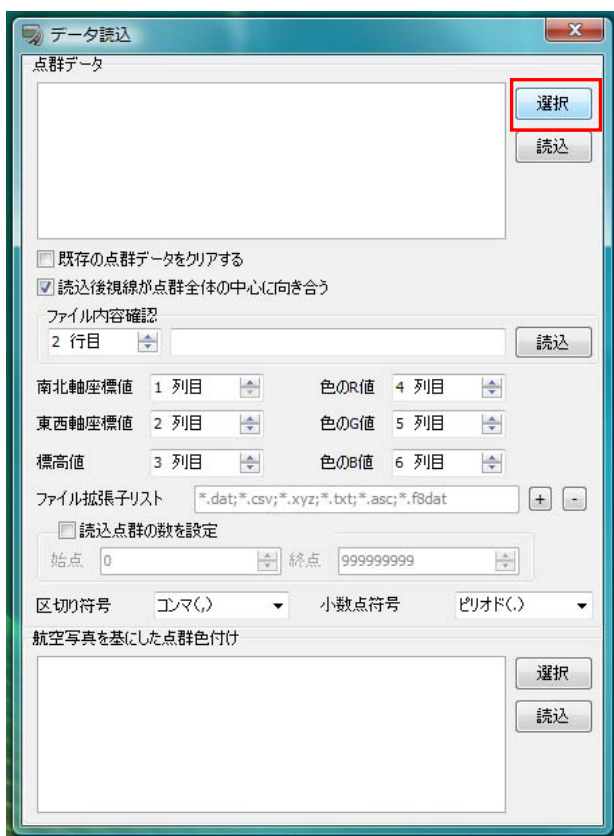 データ読込
点群データ
選択
読込
既存の点群データをクリアする
読込後視線が点群全体の中心に向き合う
ファイル内容確認
2 行目
読込
南北軸座標値 1 列目 色のR値 4 列目
東西軸座標値 2 列目 色のG値 5 列目
標高値 3 列目 色のB値 6 列目
ファイル拡張子リスト *.dat;*.csv;*.xyz;*.txt;*.asc;*.f8dat + -
読込点群の数を設定
始点 0 終点 999999999
区切り符号 コンマ(,) 小数点符号 ピリオド(.)
航空写真を基にした点群色付け
選択
読込